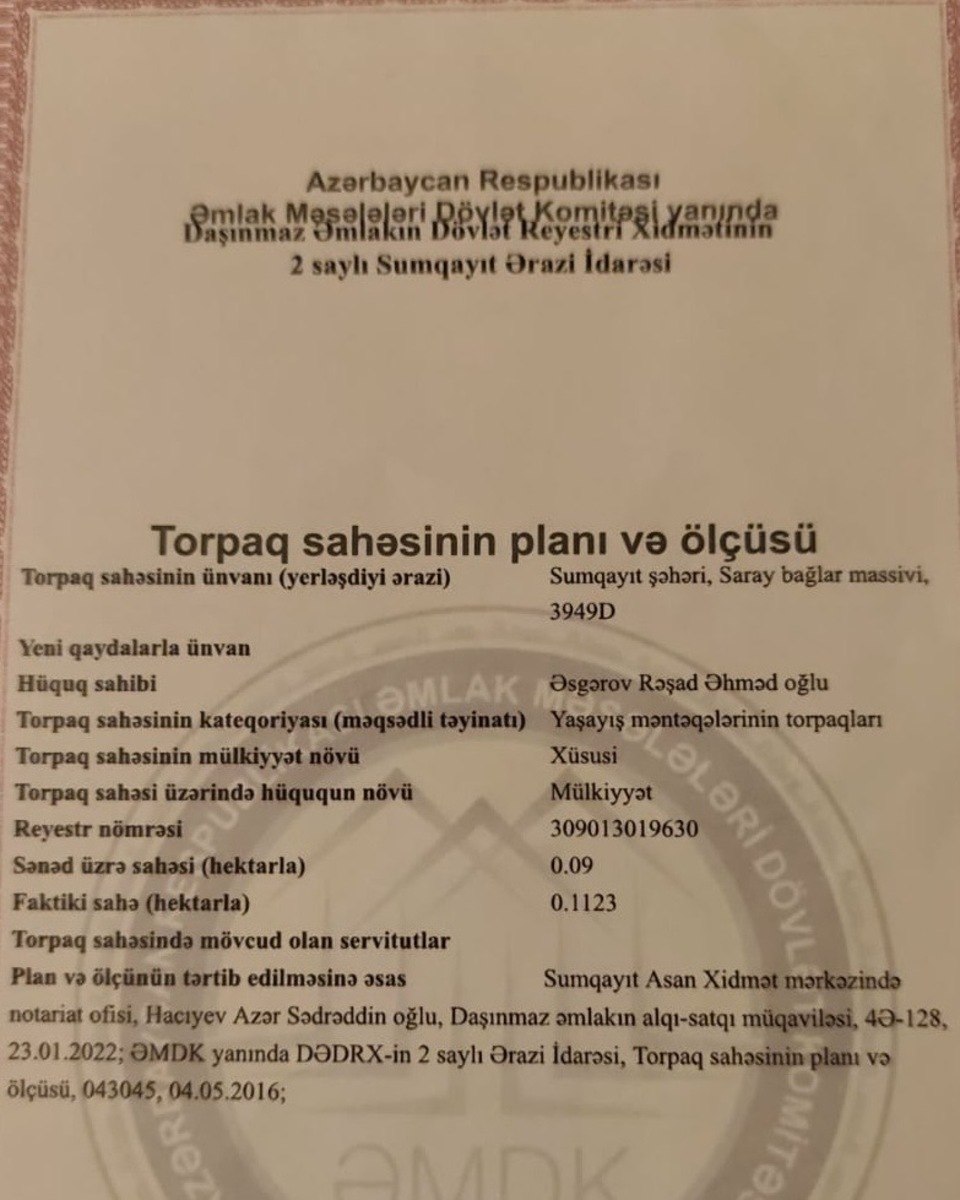 Azərbaycan Respublikası
Əmlak Məsələləri Dövlət Komitəsi yanında
Daşınmaz Əmlakın Dövlət Reyestri Xidmətinin
2 saylı Sumqayıt Ərazi İdarəsi
Torpaq sahəsinin planı və ölçüsü
Torpaq sahəsinin ünvanı (yerləşdiyi ərazi) Sumqayıt şəhəri, Saray bağlar massivi,
3949D
Yeni qaydalarla ünvan
Hüquq sahibi Əsgərov Rəşad Əhməd oğlu
Torpaq sahəsinin kateqoriyası (məqsədli təyinatı) Yaşayış məntəqələrinin torpaqları
Torpaq sahəsinin mülkiyyət növü Xüsusi
Torpaq sahəsi üzərində hüququn növü Mülkiyyət
Reyestr nömrəsi 309013019630
Sənəd üzrə sahəsi (hektarla) 0.09
Faktiki sahə (hektarla) 0.1123
Torpaq sahəsində mövcud olan servitutlar
Plan və ölçünün tərtib edilməsinə əsas Sumqayıt Asan Xidmət mərkəzində
notariat ofisi, Hacıyev Azər Sədrəddin oğlu, Daşınmaz əmlakın alqı-satqı müqaviləsi, 4Ə-128,
23.01.2022; ƏMDK yanında DƏDRX-in 2 saylı Ərazi İdarəsi, Torpaq sahəsinin planı və
ölçüsü, 043045, 04.05.2016;
ƏMDK